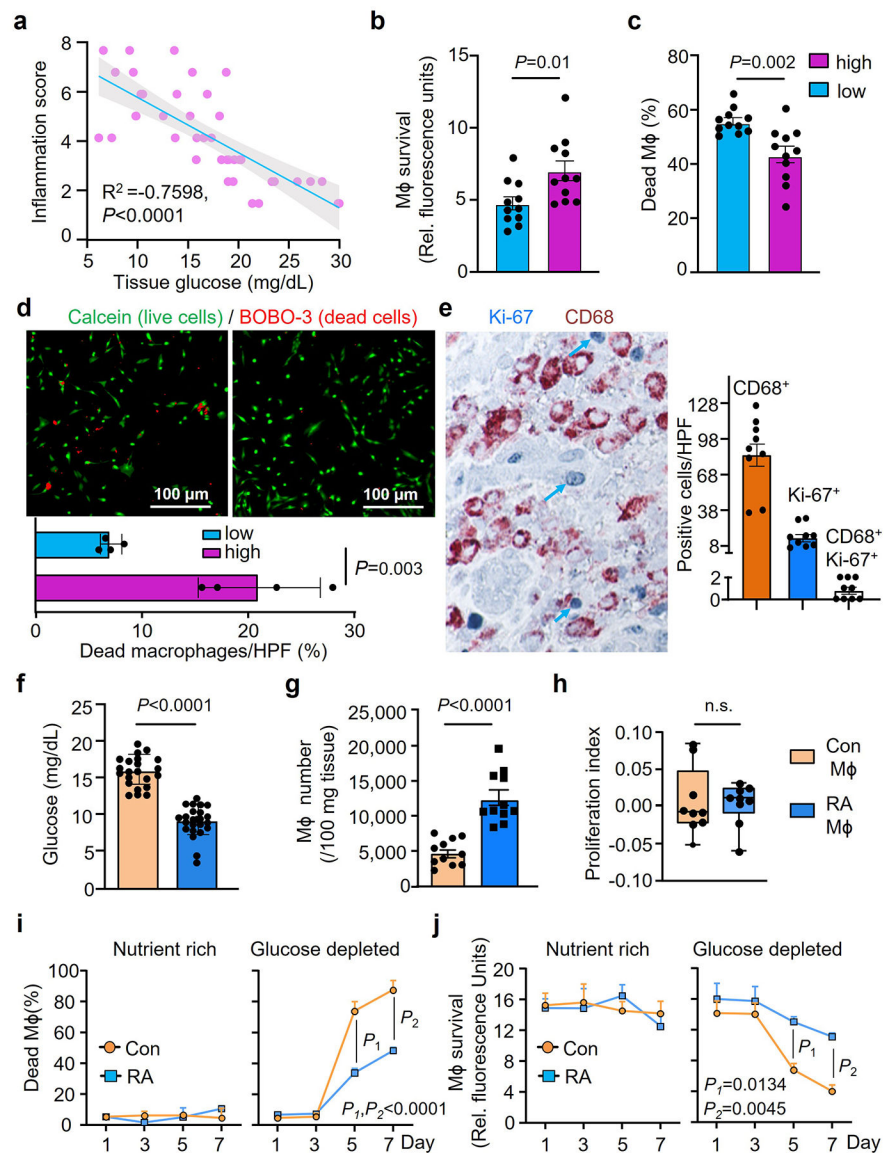 a
Inflammation score
8
6
4
2
0
R² =-0.7598,
P<0.0001
5 10 15 20 25 30
Tissue glucose (mg/dL)
b
Mϕ survival
(Rel. fluorescence units)
15
10
5
0
P=0.01
c
Dead Mϕ (%)
80
60
40
20
0
P=0.002
high
low
d
Calcein (live cells) / BOBO-3 (dead cells)
100 µm
100 µm
low
high
P=0.003
0 10 20 30
Dead macrophages/HPF (%)
e
Ki-67 CD68
Positive cells/HPF
128
98
68
38
8
2
0
CD68⁺
Ki-67⁺
CD68⁺
Ki-67⁺
f
Glucose (mg/dL)
25
20
15
10
5
0
P<0.0001
g
Mϕ number
(/100 mg tissue)
25,000
20,000
15,000
10,000
5,000
0
P<0.0001
h
Proliferation index
0.10
0.05
0.00
-0.05
-0.10
n.s.
Con
Mϕ
RA
Mϕ
i
Nutrient rich Glucose depleted
Dead Mϕ(%)
100
80
60
40
20
0
Con
RA
P₁
P₂
P₁,P₂<0.0001
1 3 5 7 1 3 5 7 Day
j
Nutrient rich Glucose depleted
Mϕ survival
(Rel. fluorescence Units)
20
16
12
8
4
0
Con
RA
P₁
P₂
P₁=0.0134
P₂=0.0045
1 3 5 7 1 3 5 7 Day